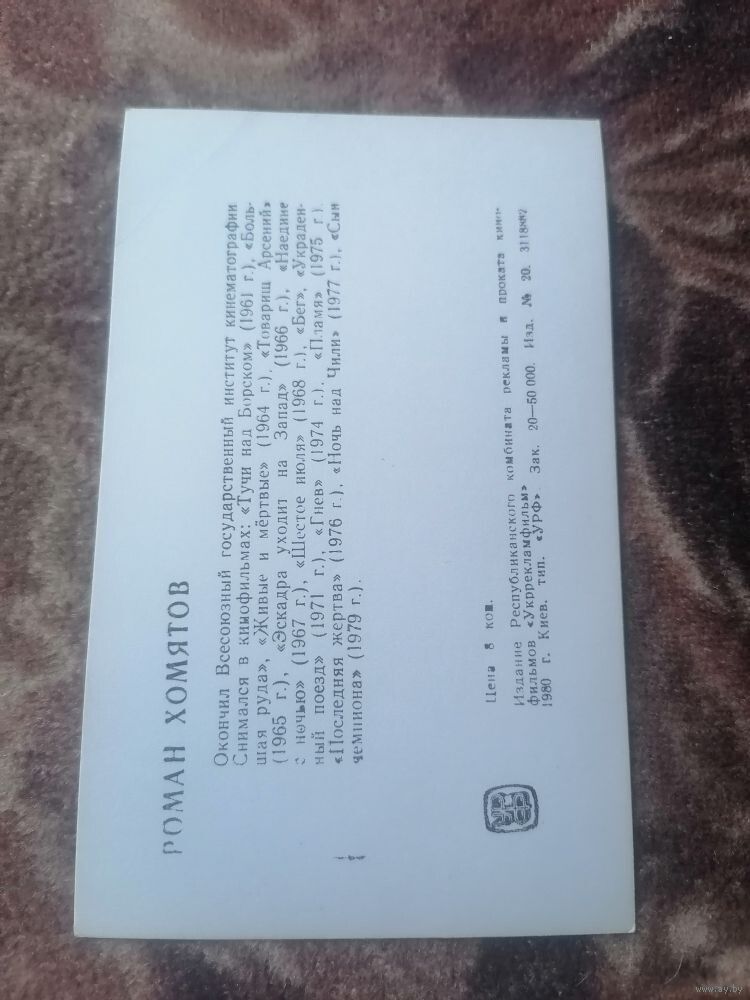 РОМАН ХОМЯТОВ
Окончил Всесоюзный государственный институт кинематографии
Снимался в кинофильмах: «Тучи над Борском» (1961 г.), «Боль-
шая руда», «Живые и мёртвые» (1964 г.). «Товарищ Арсений»
(1965 г.), «Эскадра уходит на Запад» (1966 г.), «Наедине
с ночью» (1967 г.), «Шестое июля» (1968 г.), «Бег», «Украден-
ный поезд» (1971 г.), «Гнев» (1974 г.). «Пламя» (1975 г.).
«Последняя жертва» (1976 г.), «Ночь над Чили» (1977 г.), «Сын
чемпиона» (1979 г.).
Цена 8 коп.
Издание Республиканского комбината рекламы и проката кино-
фильмов «Укррекламфильм»
1980 г. Киев. тип. «УРФ». Зак. 20—50 000. Изд. № 20.
www.ay.by